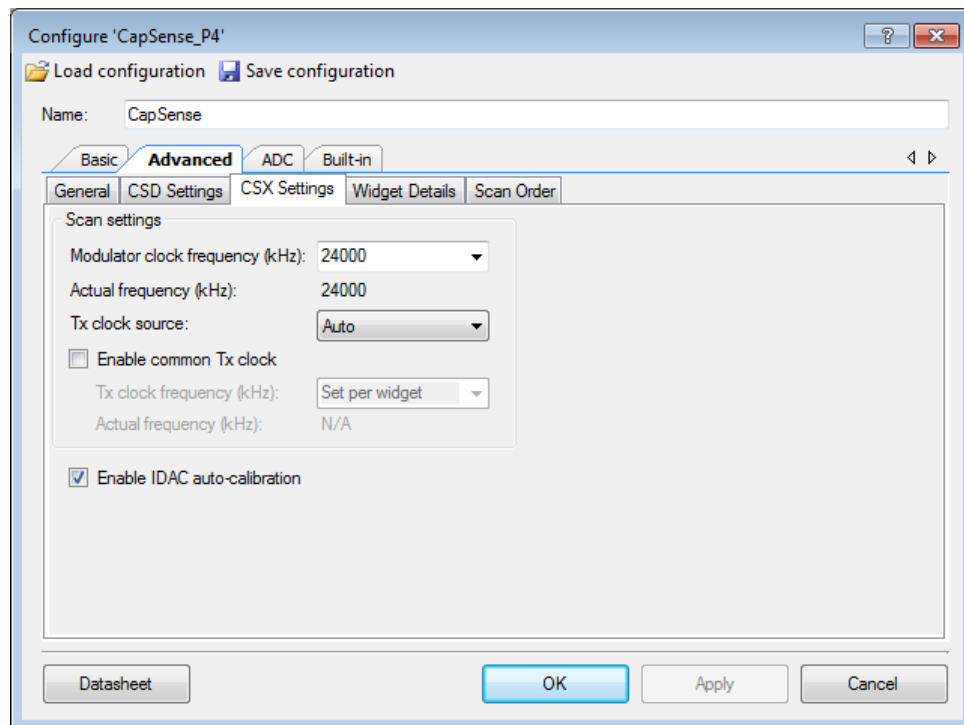 Configure 'CapSense_P4'
Load configuration Save configuration
Name: CapSense
Basic Advanced ADC Built-in
General CSD Settings CSX Settings Widget Details Scan Order
Scan settings
Modulator clock frequency (kHz): 24000
Actual frequency (kHz): 24000
Tx clock source: Auto
Enable common Tx clock
Tx clock frequency (kHz): Set per widget
Actual frequency (kHz): N/A
Enable IDAC auto-calibration
Datasheet OK Apply Cancel